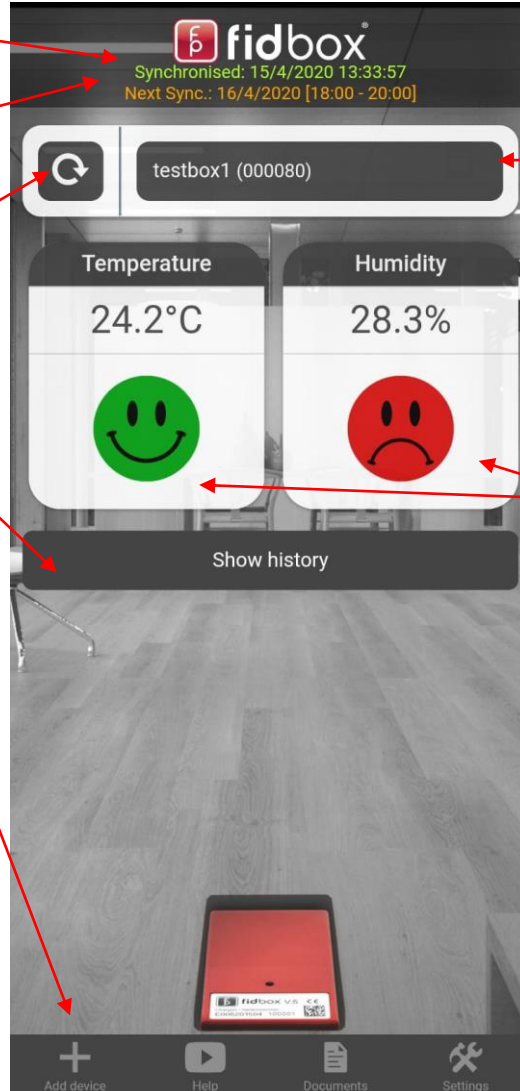 fidbox®
Synchronised: 15/4/2020 13:33:57
Next Sync.: 16/4/2020 [18:00 - 20:00]
testbox1 (000080)
Temperature
Humidity
24.2°C
28.3%
Show history
fidbox V.6 CE
Add device
Help
Documents
Settings